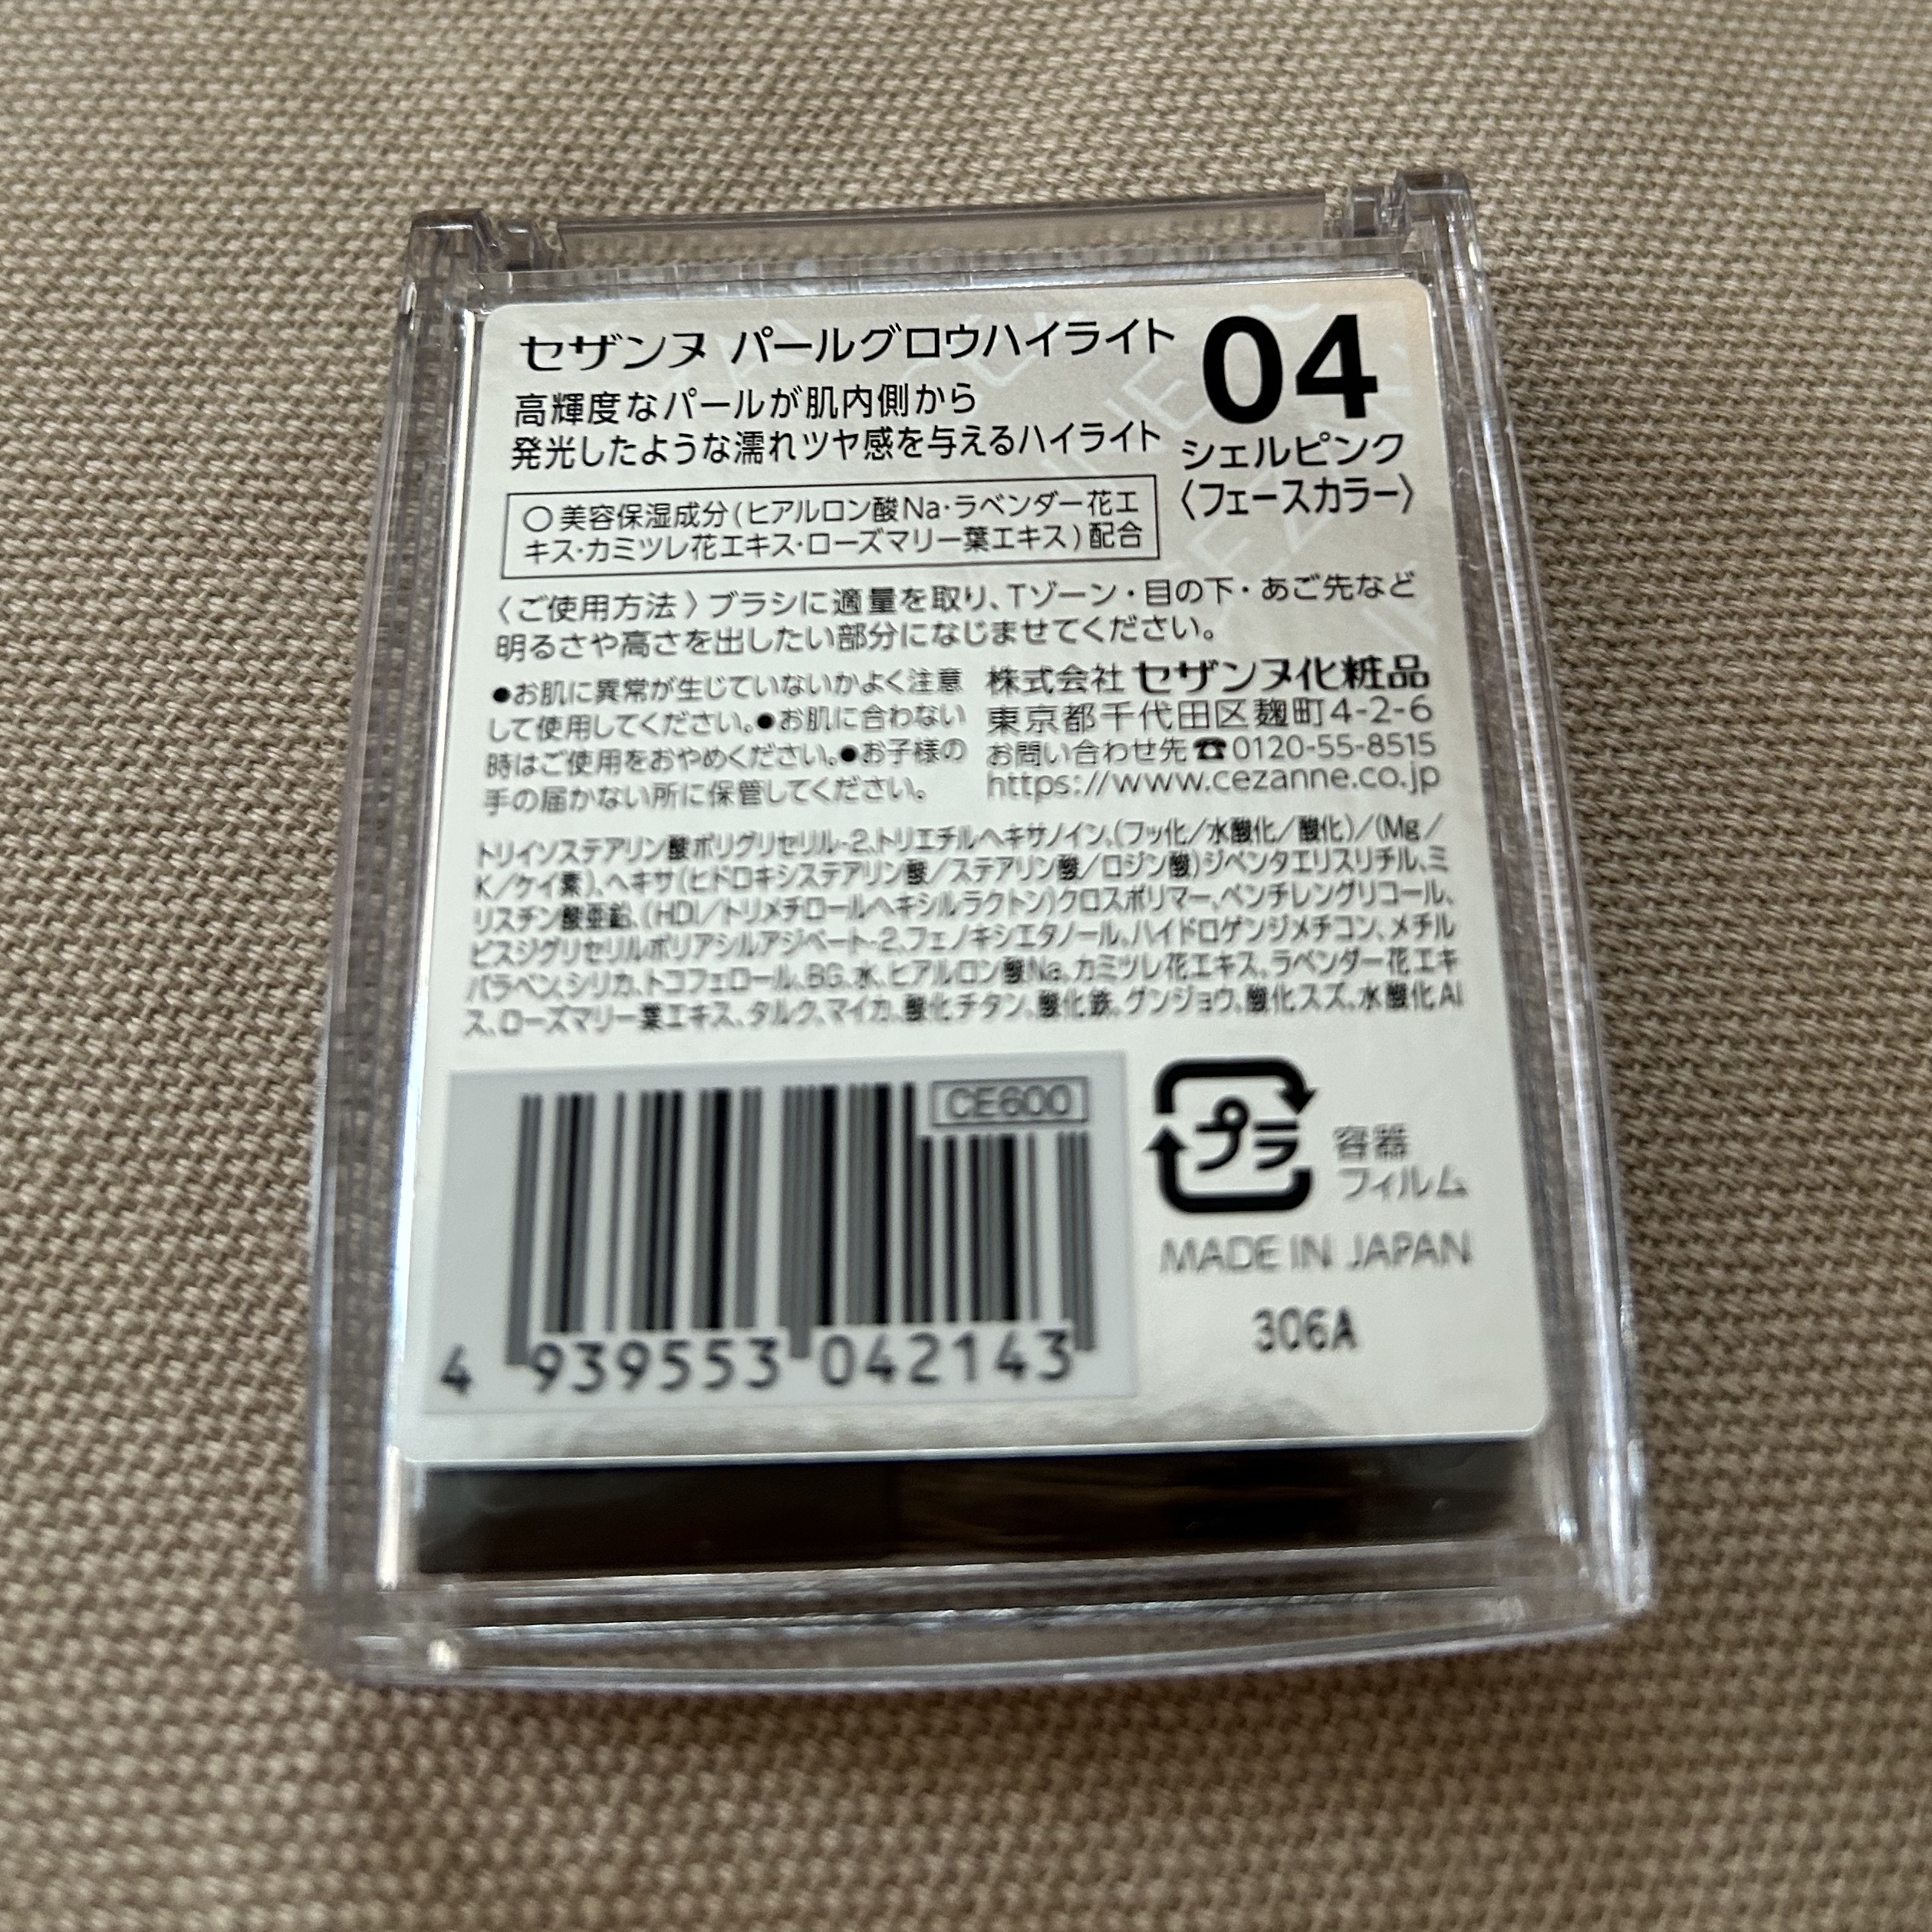 セザンヌ パールグロウハイライト
04
高輝度なパールが肌内側から
発光したような濡れツヤ感を与えるハイライト
シェルピンク
〈フェースカラー〉
○美容保湿成分(ヒアルロン酸Na・ラベンダー花エ
キス・カミツレ花エキス・ローズマリー葉エキス)配合
〈ご使用方法〉ブラシに適量を取り、Tゾーン・目の下・あご先など
明るさや高さを出したい部分になじませてください。
●お肌に異常が生じていないかよく注意
して使用してください。●お肌に合わない
時はご使用をおやめください。●お子様の
手の届かない所に保管してください。
株式会社 セザンヌ化粧品
東京都千代田区麹町4-2-6
お問い合わせ先☎0120-55-8515
https://www.cezanne.co.jp
トリイソステアリン酸ポリグリセリル-2、トリエチルヘキサノイン、(フッ化/水酸化/酸化)/(Mg/
K/ケイ素)、ヘキサ(ヒドロキシステアリン酸/ステアリン酸/ロジン酸)ジペンタエリスリチル、ミ
リスチン酸亜鉛、(HDI/トリメチロールヘキシルラクトン)クロスポリマー、ペンチレングリコール、
ビスジグリセリルポリアシルアジペート-2、フェノキシエタノール、ハイドロゲンジメチコン、メチル
パラベン、シリカ、トコフェロール、BG、水、ヒアルロン酸Na、カミツレ花エキス、ラベンダー花エキ
ス、ローズマリー葉エキス、タルク、マイカ、酸化チタン、酸化鉄、グンジョウ、酸化スズ、水酸化Al
CE600
プラ
容器
フィルム
MADE IN JAPAN
306A
4 939553 042143